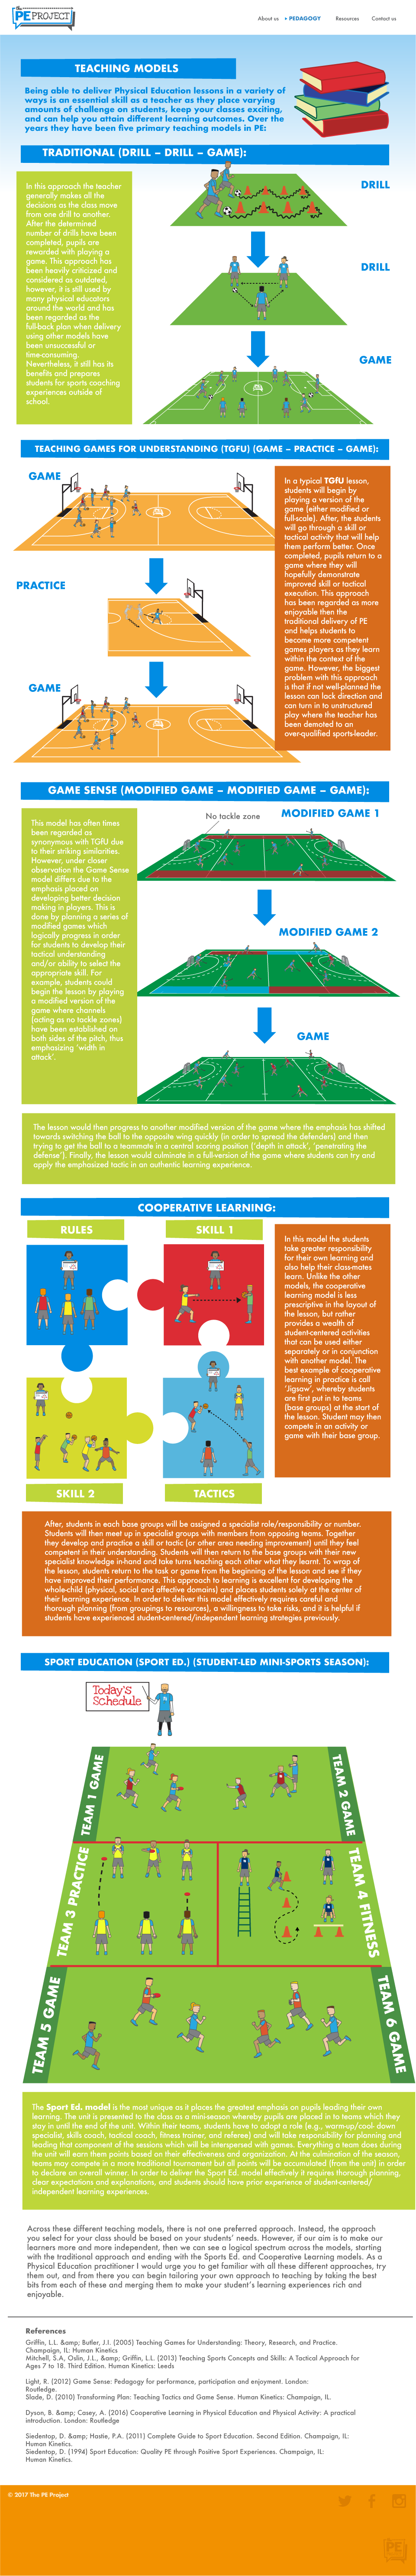 The
PE PROJECT
About us
• PEDAGOGY
Resources
Contact us
TEACHING MODELS
Being able to deliver Physical Education lessons in a variety of
ways is an essential skill as a teacher as they place varying
amounts of challenge on students, keep your classes exciting,
and can help you attain different learning outcomes. Over the
years they have been five primary teaching models in PE:
TRADITIONAL (DRILL – DRILL – GAME):
In this approach the teacher
generally makes all the
decisions as the class move
from one drill to another.
After the determined
number of drills have been
completed, pupils are
rewarded with playing a
game. This approach has
been heavily criticized and
considered as outdated,
however, it is still used by
many physical educators
around the world and has
been regarded as the
full-back plan when delivery
using other models have
been unsuccessful or
time-consuming.
Nevertheless, it still has its
benefits and prepares
students for sports coaching
experiences outside of
school.
DRILL
DRILL
GAME
TEACHING GAMES FOR UNDERSTANDING (TGFU) (GAME – PRACTICE – GAME):
GAME
PRACTICE
GAME
In a typical TGfU lesson,
students will begin by
playing a version of the
game (either modified or
full-scale). After, the students
will go through a skill or
tactical activity that will help
them perform better. Once
completed, pupils return to a
game where they will
hopefully demonstrate
improved skill or tactical
execution. This approach
has been regarded as more
enjoyable then the
traditional delivery of PE
and helps students to
become more competent
games players as they learn
within the context of the
game. However, the biggest
problem with this approach
is that if not well-planned the
lesson can lack direction and
can turn in to unstructured
play where the teacher has
been demoted to an
over-qualified sports-leader.
GAME SENSE (MODIFIED GAME – MODIFIED GAME – GAME):
This model has often times
been regarded as
synonymous with TGfU due
to their striking similarities.
However, under closer
observation the Game Sense
model differs due to the
emphasis placed on
developing better decision
making in players. This is
done by planning a series of
modified games which
logically progress in order
for students to develop their
tactical understanding
and/or ability to select the
appropriate skill. For
example, students could
begin the lesson by playing
a modified version of the
game where channels
(acting as no tackle zones)
have been established on
both sides of the pitch, thus
emphasizing ‘width in
attack’.
No tackle zone
MODIFIED GAME 1
MODIFIED GAME 2
GAME
The lesson would then progress to another modified version of the game where the emphasis has shifted
towards switching the ball to the opposite wing quickly (in order to spread the defenders) and then
trying to get the ball to a teammate in a central scoring position (‘depth in attack’, ‘penetrating the
defense’). Finally, the lesson would culminate in a full-version of the game where students can try and
apply the emphasized tactic in an authentic learning experience.
COOPERATIVE LEARNING:
RULES
SKILL 1
SKILL 2
TACTICS
In this model the students
take greater responsibility
for their own learning and
also help their class-mates
learn. Unlike the other
models, the cooperative
learning model is less
prescriptive in the layout of
the lesson, but rather
provides a wealth of
student-centered activities
that can be used either
separately or in conjunction
with another model. The
best example of cooperative
learning in practice is call
‘Jigsaw’, whereby students
are first put in to teams
(base groups) at the start of
the lesson. Student may then
compete in an activity or
game with their base group.
After, students in each base groups will be assigned a specialist role/responsibility or number.
Students will then meet up in specialist groups with members from opposing teams. Together
they develop and practice a skill or tactic (or other area needing improvement) until they feel
competent in their understanding. Students will then return to the base groups with their new
specialist knowledge in-hand and take turns teaching each other what they learnt. To wrap of
the lesson, students return to the task or game from the beginning of the lesson and see if they
have improved their performance. This approach to learning is excellent for developing the
whole-child (physical, social and affective domains) and places students solely at the center of
their learning experience. In order to deliver this model effectively requires careful and
thorough planning (from groupings to resources), a willingness to take risks, and it is helpful if
students have experienced student-centered/independent learning strategies previously.
SPORT EDUCATION (SPORT ED.) (STUDENT-LED MINI-SPORTS SEASON):
Today's
Schedule
TEAM 1 GAME
TEAM 2 GAME
TEAM 3 PRACTICE
TEAM 4 FITNESS
TEAM 5 GAME
TEAM 6 GAME
The Sport Ed. model is the most unique as it places the greatest emphasis on pupils leading their own
learning. The unit is presented to the class as a mini-season whereby pupils are placed in to teams which they
stay in until the end of the unit. Within their teams, students have to adopt a role (e.g., warm-up/cool- down
specialist, skills coach, tactical coach, fitness trainer, and referee) and will take responsibility for planning and
leading that component of the sessions which will be interspersed with games. Everything a team does during
the unit will earn them points based on their effectiveness and organization. At the culmination of the season,
teams may compete in a more traditional tournament but all points will be accumulated (from the unit) in order
to declare an overall winner. In order to deliver the Sport Ed. model effectively it requires thorough planning,
clear expectations and explanations, and students should have prior experience of student-centered/
independent learning experiences.
Across these different teaching models, there is not one preferred approach. Instead, the approach
you select for your class should be based on your students’ needs. However, if our aim is to make our
learners more and more independent, then we can see a logical spectrum across the models, starting
with the traditional approach and ending with the Sports Ed. and Cooperative Learning models. As a
Physical Education practitioner I would urge you to get familiar with all these different approaches, try
them out, and from there you can begin tailoring your own approach to teaching by taking the best
bits from each of these and merging them to make your student’s learning experiences rich and
enjoyable.
References
Griffin, L.L. &amp; Butler, J.I. (2005) Teaching Games for Understanding: Theory, Research, and Practice.
Champaign, IL: Human Kinetics
Mitchell, S.A, Oslin, J.L., &amp; Griffin, L.L. (2013) Teaching Sports Concepts and Skills: A Tactical Approach for
Ages 7 to 18. Third Edition. Human Kinetics: Leeds
Light, R. (2012) Game Sense: Pedagogy for performance, participation and enjoyment. London:
Routledge.
Slade, D. (2010) Transforming Plan: Teaching Tactics and Game Sense. Human Kinetics: Champaign, IL.
Dyson, B. &amp; Casey, A. (2016) Cooperative Learning in Physical Education and Physical Activity: A practical
introduction. London: Routledge
Siedentop, D. &amp; Hastie, P.A. (2011) Complete Guide to Sport Education. Second Edition. Champaign, IL:
Human Kinetics.
Siedentop, D. (1994) Sport Education: Quality PE through Positive Sport Experiences. Champaign, IL:
Human Kinetics.
© 2017 The PE Project
PE